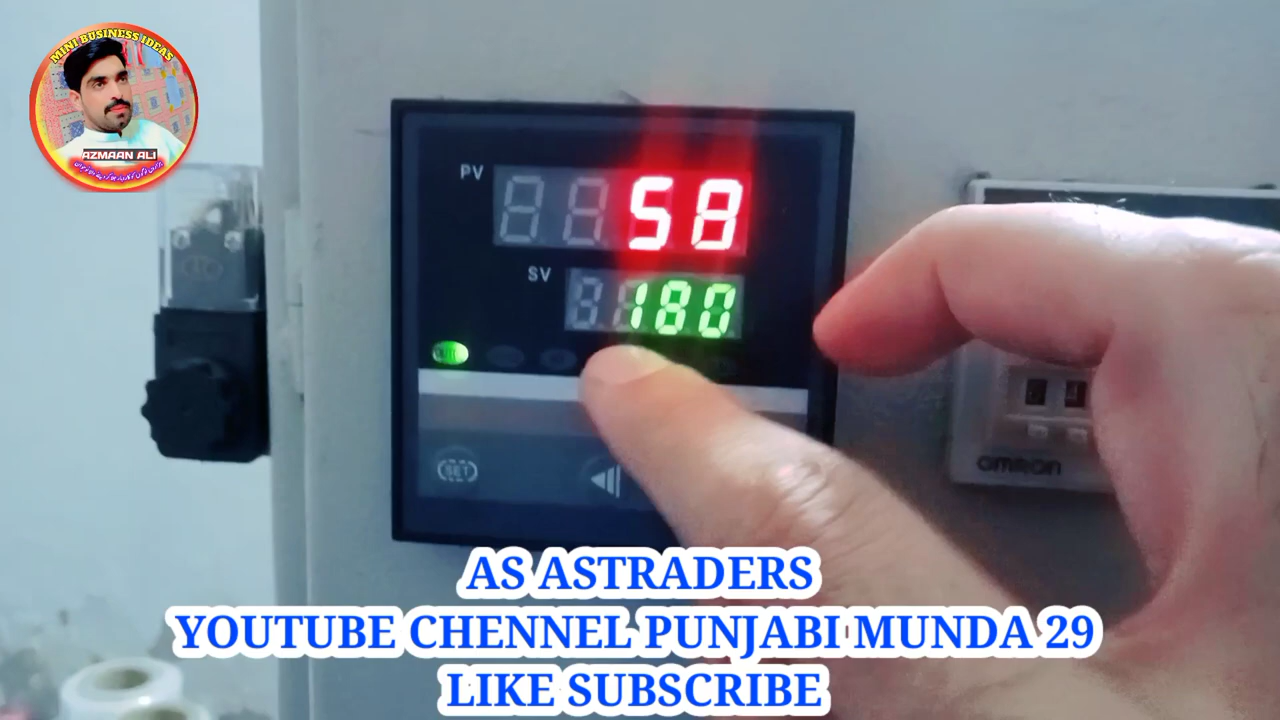 MINI BUSINESS IDEAS
AZMAAN ALI
PV
58
SV
180
SET
OMRON
AS ASTRADERS
YOUTUBE CHENNEL PUNJABI MUNDA 29
LIKE SUBSCRIBE